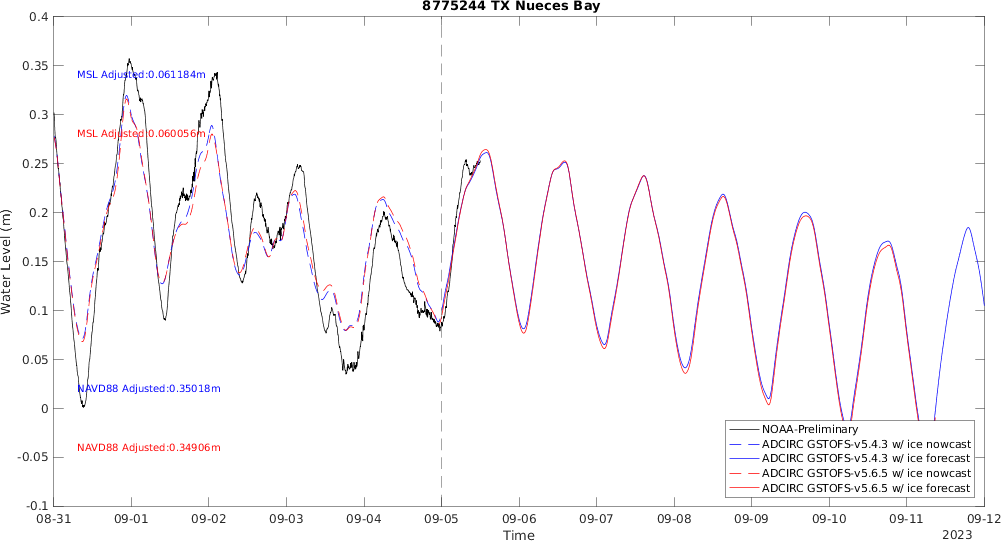 8775244 TX Nueces Bay
0.4
0.35
0.3
0.25
0.2
0.15
0.1
0.05
0
-0.05
-0.1
Water Level (m)
MSL Adjusted:0.061184m
MSL Adjusted:0.060056m
NAVD88 Adjusted:0.35018m
NAVD88 Adjusted:0.34906m
NOAA-Preliminary
ADCIRC GSTOFS-v5.4.3 w/ ice nowcast
ADCIRC GSTOFS-v5.4.3 w/ ice forecast
ADCIRC GSTOFS-v5.6.5 w/ ice nowcast
ADCIRC GSTOFS-v5.6.5 w/ ice forecast
08-31 09-01 09-02 09-03 09-04 09-05 09-06 09-07 09-08 09-09 09-10 09-11 09-12
Time
2023